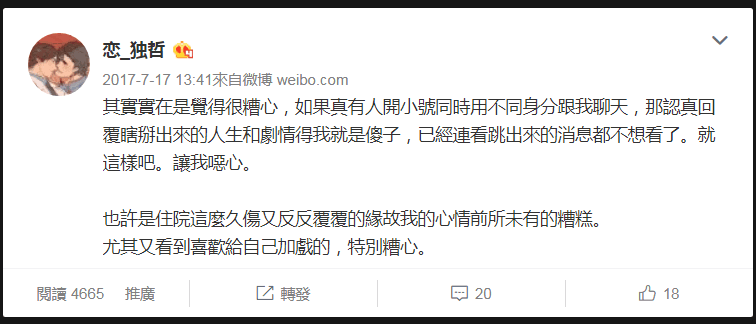 恋_独哲
2017-7-17 13:41來自微博 weibo.com
其實實在是覺得很糟心，如果真有人開小號同時用不同身分跟我聊天，那認真回
覆瞎掰出來的人生和劇情得我就是傻子，已經連看跳出來的消息都不想看了。就
這樣吧。讓我噁心。
也許是住院這麼久傷又反反覆覆的緣故我的心情前所未有的糟糕。
尤其又看到喜歡給自己加戲的，特別糟心。
閱讀 4665 推廣 轉發 20 18